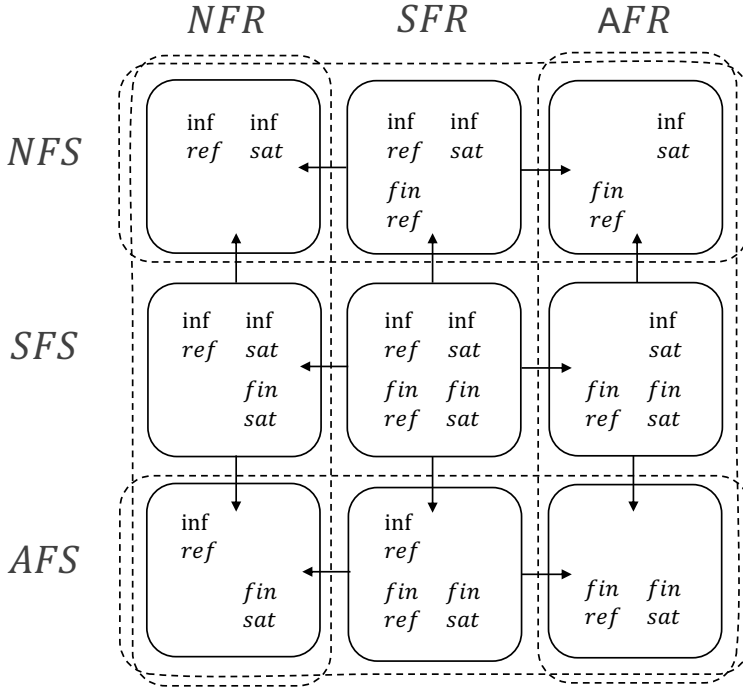 NFR SFR AFR
NFS
inf inf
ref sat
inf inf
ref sat
fin
ref
inf
sat
fin
ref
SFS
inf inf
ref sat
fin
sat
inf inf
ref sat
fin fin
ref sat
inf
sat
fin fin
ref sat
AFS
inf
ref
fin
sat
inf
ref
fin fin
ref sat
fin fin
ref sat